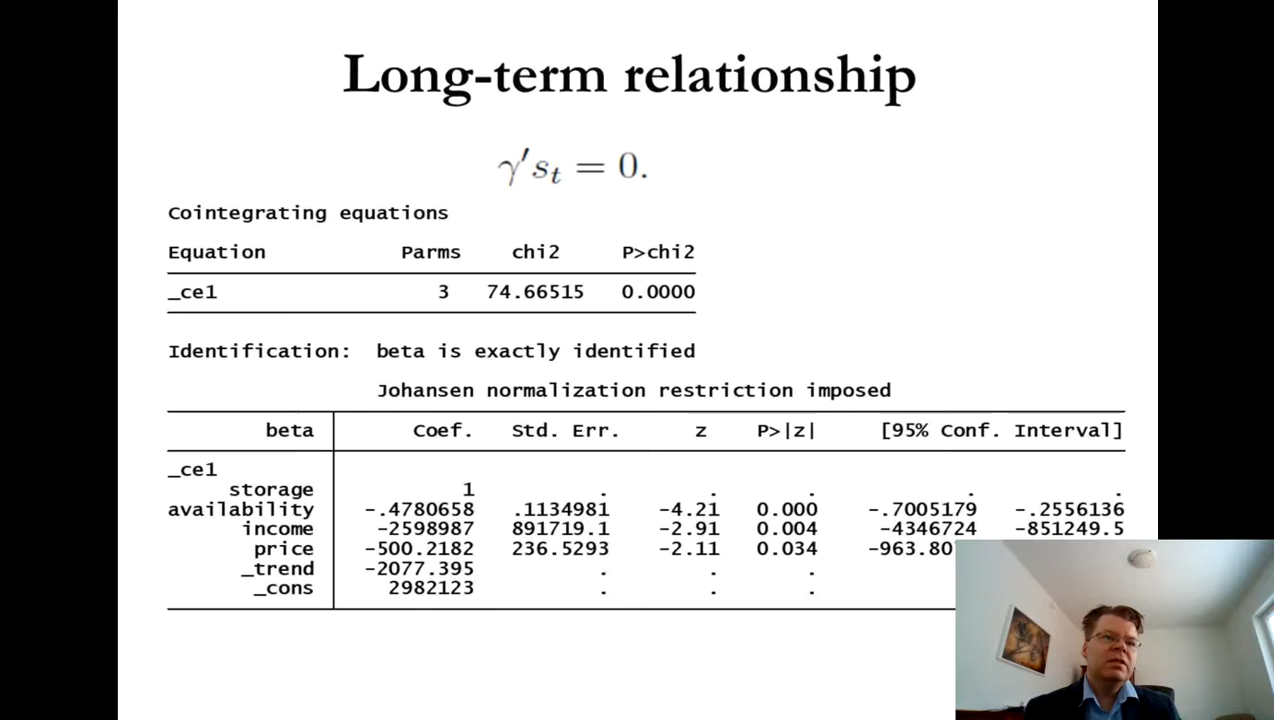 Long-term relationship
γ′s_t = 0.
Cointegrating equations
Equation Parms chi2 P>chi2
_ce1 3 74.66515 0.0000
Identification: beta is exactly identified
Johansen normalization restriction imposed
beta Coef. Std. Err. z P>|z| [95% Conf. Interval]
_ce1
storage 1 . . . . .
availability -.4780658 .1134981 -4.21 0.000 -.7005179 -.2556136
income -2598987 891719.1 -2.91 0.004 -4346724 -851249.5
price -500.2182 236.5293 -2.11 0.034
_trend -2077.395 . . .
_cons 2982123 . . .